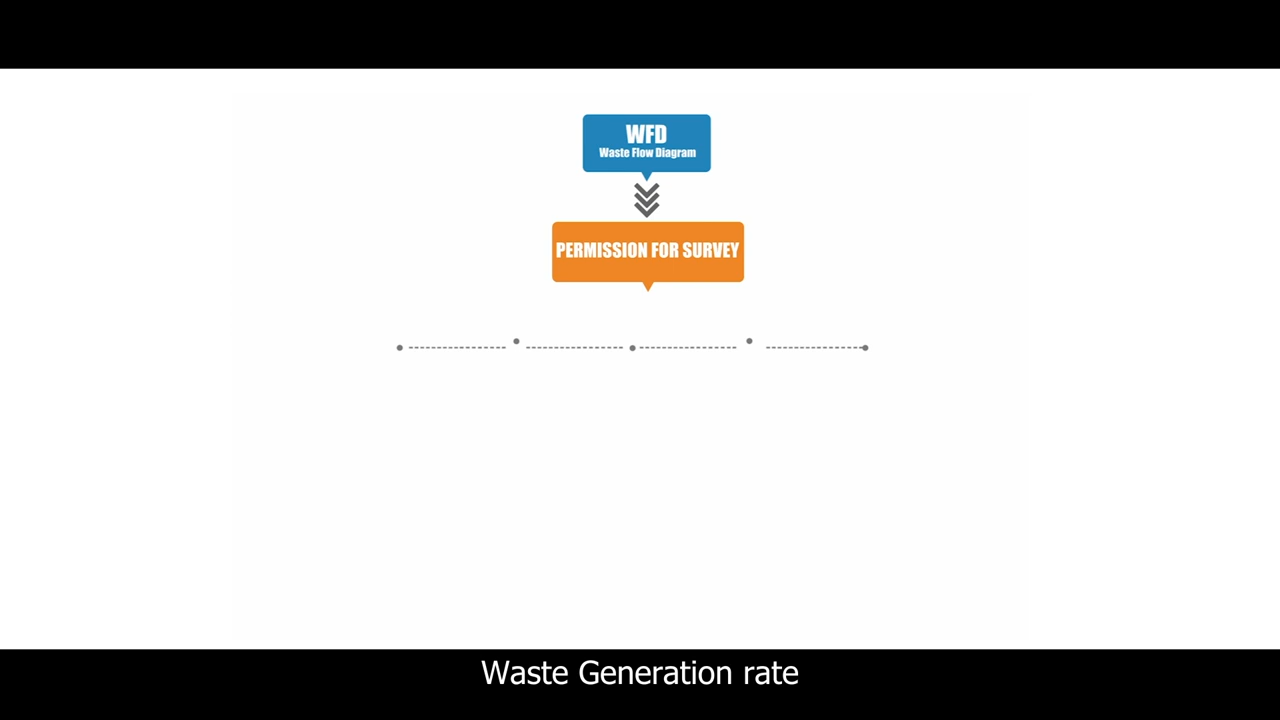 WFD
Waste Flow Diagram
PERMISSION FOR SURVEY
Waste Generation rate